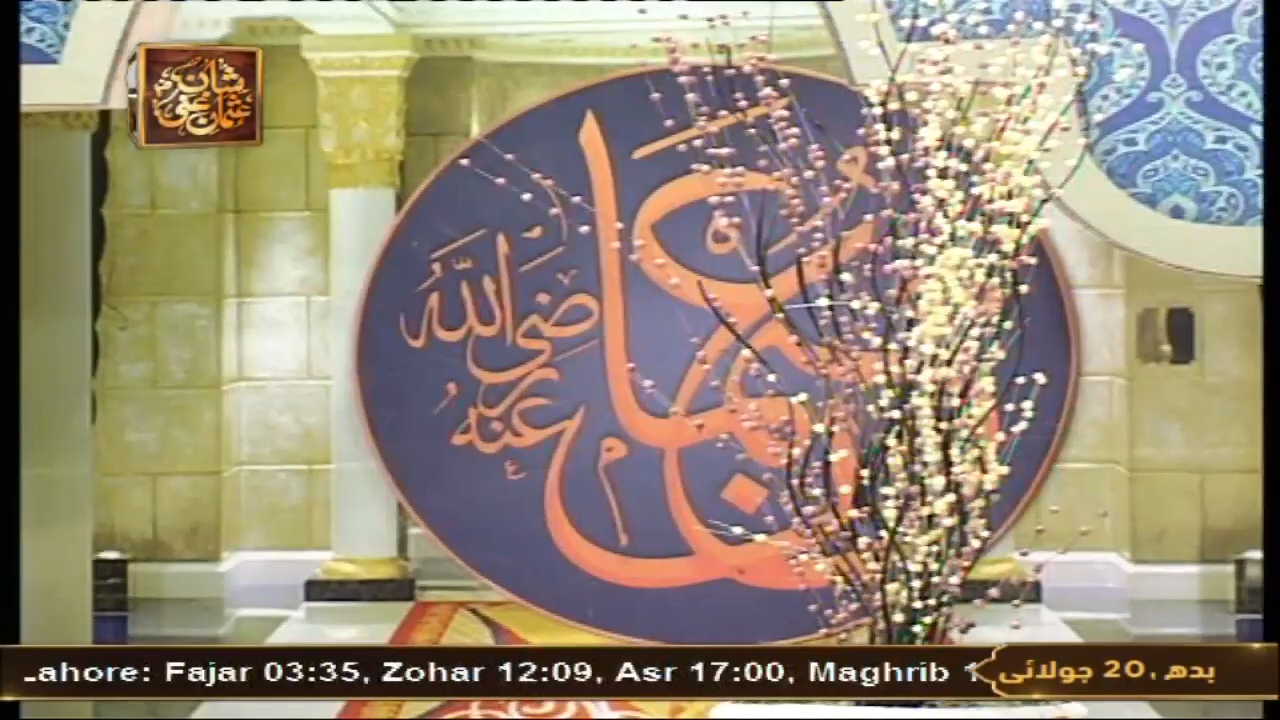 شانِ
عثمان غنی
عثمان
رضی اللہ
عنہ
Lahore: Fajar 03:35, Zohar 12:09, Asr 17:00, Maghrib 1
بدھ، 20 جولائی